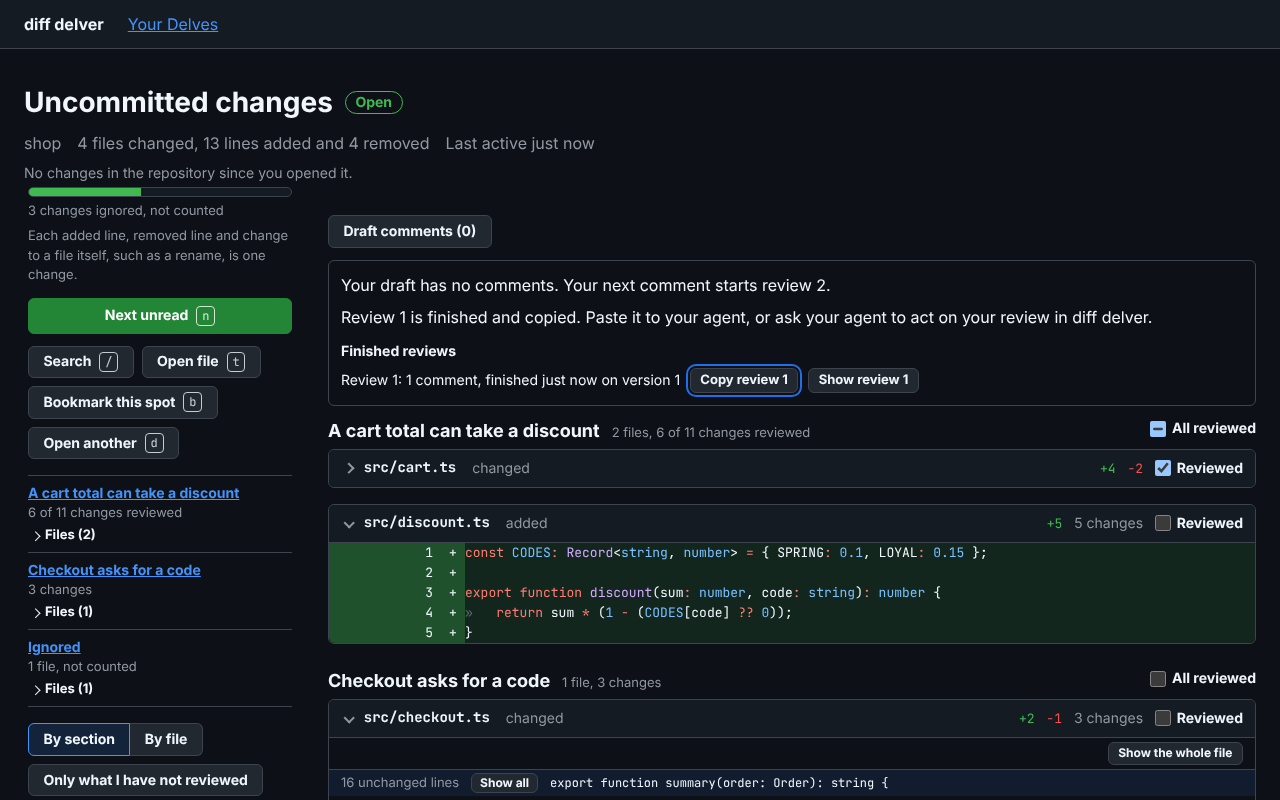 diff delver Your Delves
Uncommitted changes Open
shop 4 files changed, 13 lines added and 4 removed Last active just now
No changes in the repository since you opened it.
3 changes ignored, not counted
Each added line, removed line and change
to a file itself, such as a rename, is one
change.
Next unread n
Search / Open file t
Bookmark this spot b
Open another d
A cart total can take a discount
6 of 11 changes reviewed
Files (2)
Checkout asks for a code
3 changes
Files (1)
Ignored
1 file, not counted
Files (1)
By section By file
Only what I have not reviewed
Draft comments (0)
Your draft has no comments. Your next comment starts review 2.
Review 1 is finished and copied. Paste it to your agent, or ask your agent to act on your review in diff delver.
Finished reviews
Review 1: 1 comment, finished just now on version 1 Copy review 1 Show review 1
A cart total can take a discount 2 files, 6 of 11 changes reviewed All reviewed
src/cart.ts changed +4 -2 Reviewed
src/discount.ts added +5 5 changes Reviewed
1 + const CODES: Record<string, number> = { SPRING: 0.1, LOYAL: 0.15 };
2 +
3 + export function discount(sum: number, code: string): number {
4 + » return sum * (1 - (CODES[code] ?? 0));
5 + }
Checkout asks for a code 1 file, 3 changes All reviewed
src/checkout.ts changed +2 -1 3 changes Reviewed
Show the whole file
16 unchanged lines Show all export function summary(order: Order): string {